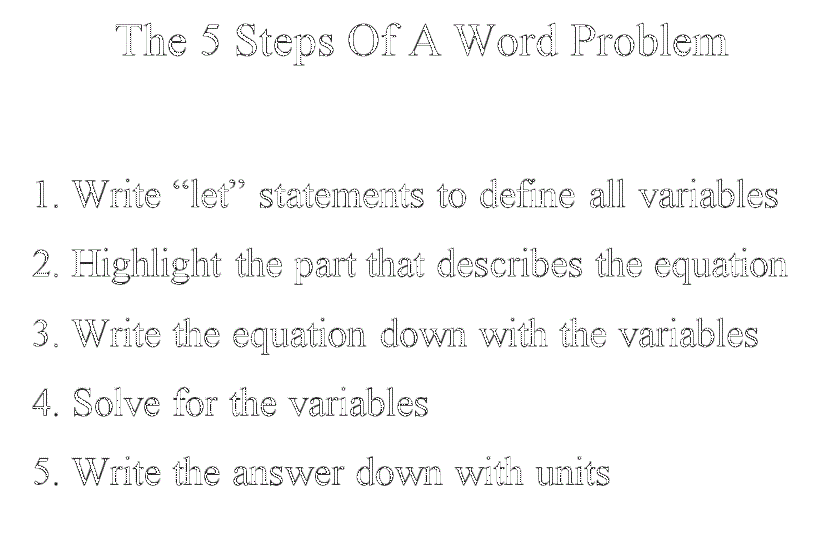 The 5 Steps Of A Word Problem
1. Write “let” statements to define all variables
2. Highlight the part that describes the equation
3. Write the equation down with the variables
4. Solve for the variables
5. Write the answer down with units